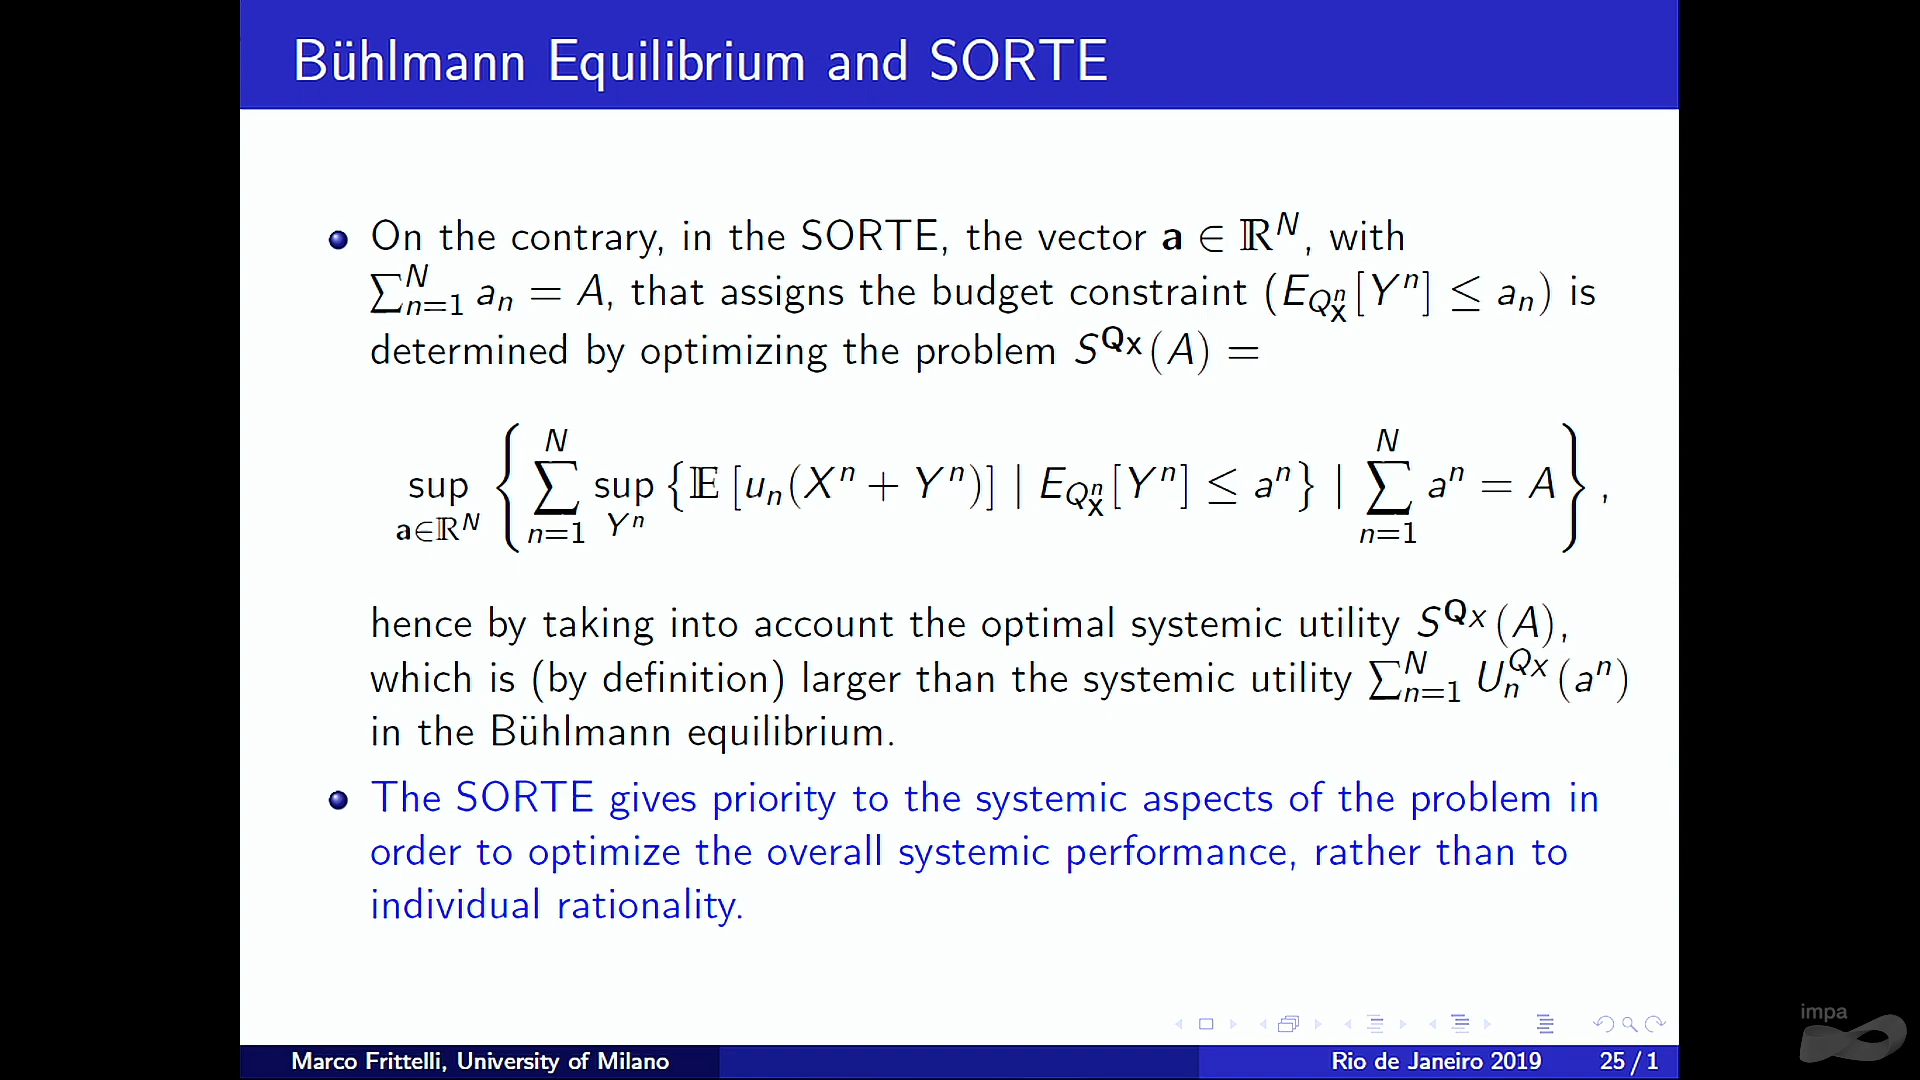 Bühlmann Equilibrium and SORTE
On the contrary, in the SORTE, the vector a ∈ ℝ^N, with
∑_{n=1}^N a_n = A, that assigns the budget constraint (E_{Q_X^n}[Y^n] ≤ a_n) is
determined by optimizing the problem S^{Q_X}(A) =
sup_{a∈ℝ^N} { ∑_{n=1}^N sup_{Y^n} {𝔼 [u_n(X^n + Y^n)] | E_{Q_X^n}[Y^n] ≤ a^n} | ∑_{n=1}^N a^n = A } ,
hence by taking into account the optimal systemic utility S^{Q_X}(A),
which is (by definition) larger than the systemic utility ∑_{n=1}^N U_n^{Q_X}(a^n)
in the Bühlmann equilibrium.
The SORTE gives priority to the systemic aspects of the problem in
order to optimize the overall systemic performance, rather than to
individual rationality.
impa
Marco Frittelli, University of Milano Rio de Janeiro 2019 25 / 1